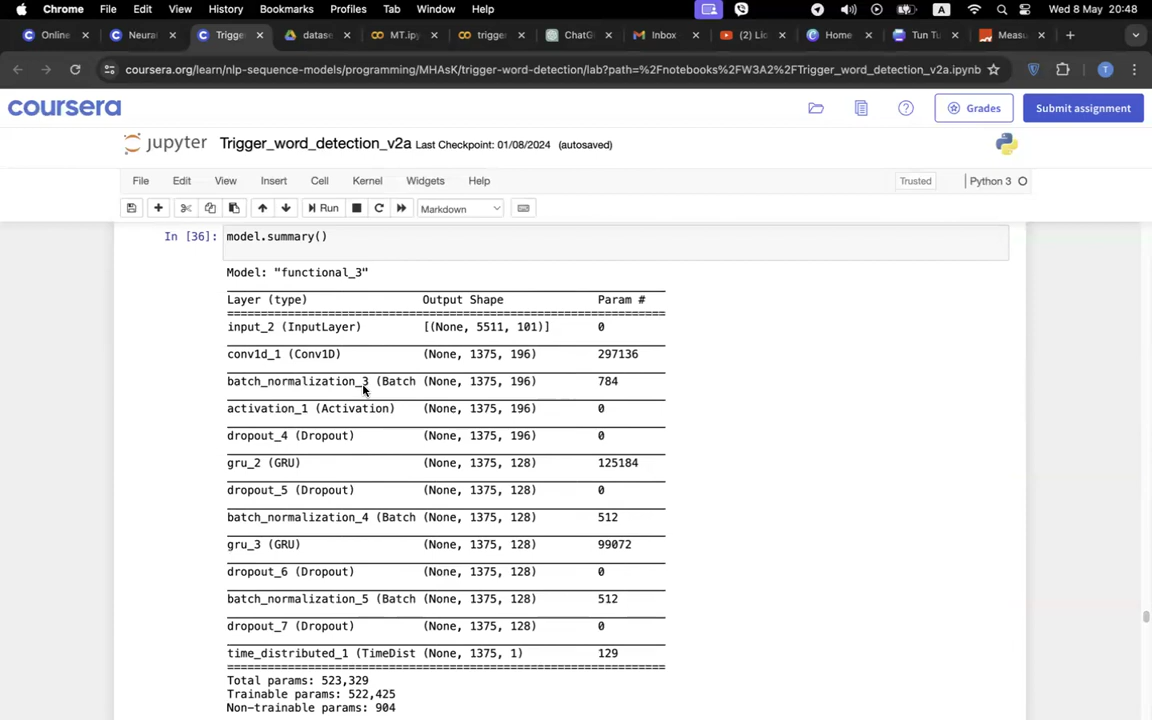 Chrome File Edit View History Bookmarks Profiles Tab Window Help A Wed 8 May 20:48
Online Neura Trigge datase MT.ipy trigger ChatG Inbox (2) Lic Home Tun Tu Measu
coursera.org/learn/nlp-sequence-models/programming/MHAsK/trigger-word-detection/lab?path=%2Fnotebooks%2FW3A2%2FTrigger_word_detection_v2a.ipynb T
coursera Grades Submit assignment
jupyter Trigger_word_detection_v2a Last Checkpoint: 01/08/2024 (autosaved)
File Edit View Insert Cell Kernel Widgets Help Trusted Python 3
Run Markdown
In [36]: model.summary()
Model: "functional_3"
Layer (type) Output Shape Param #
input_2 (InputLayer) [(None, 5511, 101)] 0
conv1d_1 (Conv1D) (None, 1375, 196) 297136
batch_normalization_3 (Batch (None, 1375, 196) 784
activation_1 (Activation) (None, 1375, 196) 0
dropout_4 (Dropout) (None, 1375, 196) 0
gru_2 (GRU) (None, 1375, 128) 125184
dropout_5 (Dropout) (None, 1375, 128) 0
batch_normalization_4 (Batch (None, 1375, 128) 512
gru_3 (GRU) (None, 1375, 128) 99072
dropout_6 (Dropout) (None, 1375, 128) 0
batch_normalization_5 (Batch (None, 1375, 128) 512
dropout_7 (Dropout) (None, 1375, 128) 0
time_distributed_1 (TimeDist (None, 1375, 1) 129
Total params: 523,329
Trainable params: 522,425
Non-trainable params: 904